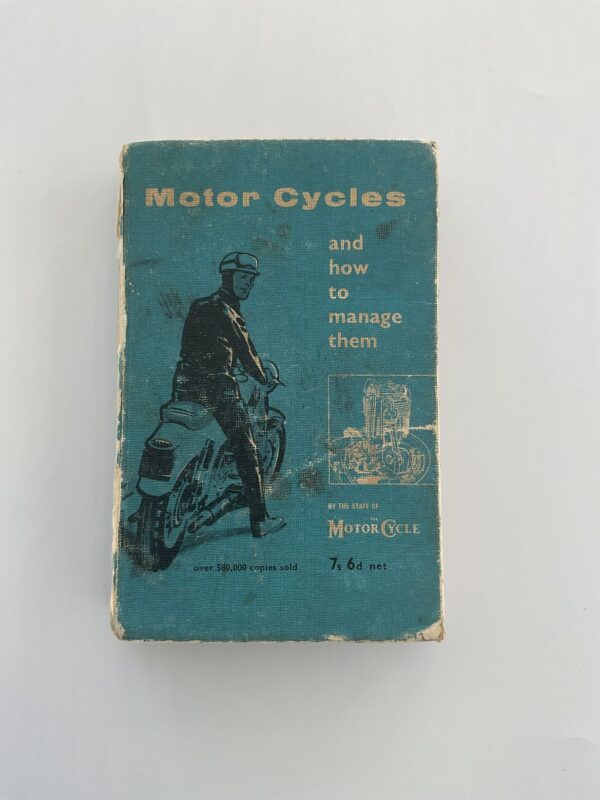 Motor Cycles
and
how
to
manage
them
BY THE STAFF OF
THE
MOTOR CYCLE
over 580,000 copies sold
7s 6d net